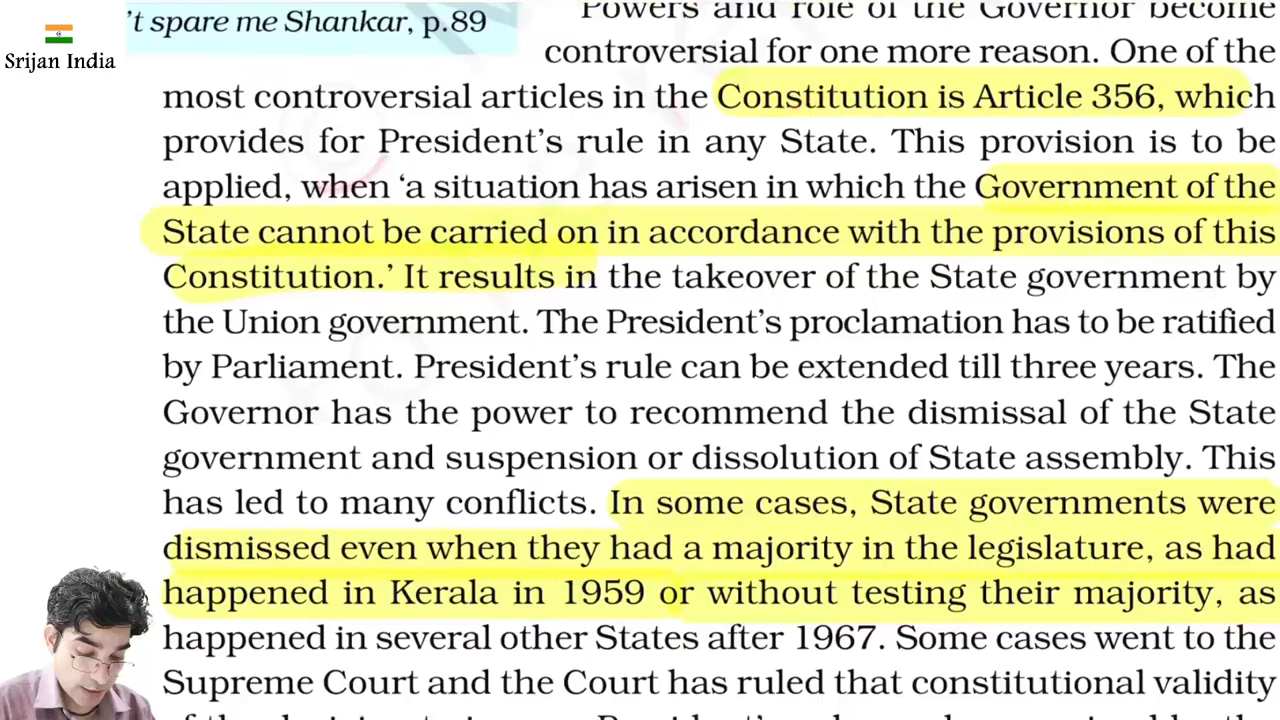 't spare me Shankar, p.89
Srijan India
Powers and role of the Governor become
controversial for one more reason. One of the
most controversial articles in the Constitution is Article 356, which
provides for President's rule in any State. This provision is to be
applied, when 'a situation has arisen in which the Government of the
State cannot be carried on in accordance with the provisions of this
Constitution.' It results in the takeover of the State government by
the Union government. The President's proclamation has to be ratified
by Parliament. President's rule can be extended till three years. The
Governor has the power to recommend the dismissal of the State
government and suspension or dissolution of State assembly. This
has led to many conflicts. In some cases, State governments were
dismissed even when they had a majority in the legislature, as had
happened in Kerala in 1959 or without testing their majority, as
happened in several other States after 1967. Some cases went to the
Supreme Court and the Court has ruled that constitutional validity